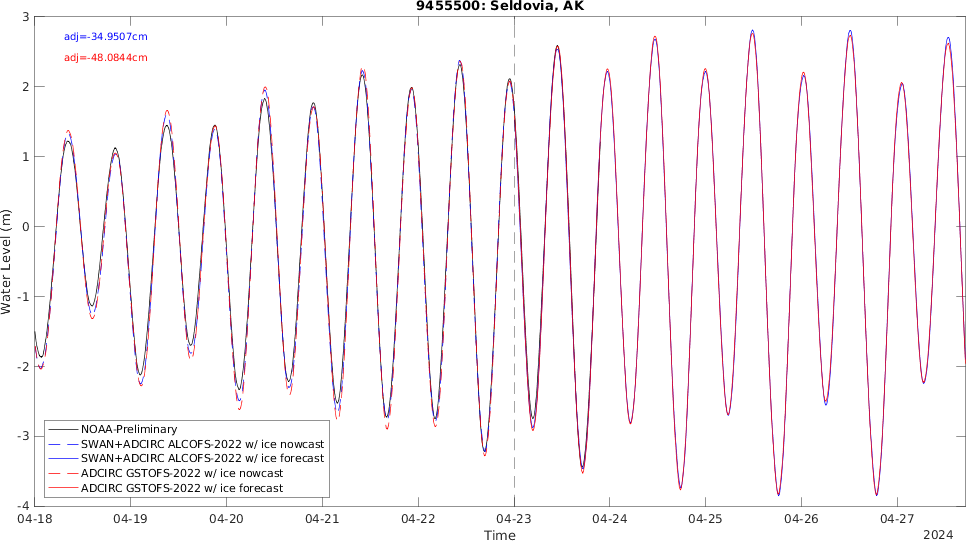 9455500: Seldovia, AK
3
adj=-34.9507cm
adj=-48.0844cm
2
1
0
-1
-2
-3
-4
Water Level (m)
NOAA-Preliminary
SWAN+ADCIRC ALCOFS-2022 w/ ice nowcast
SWAN+ADCIRC ALCOFS-2022 w/ ice forecast
ADCIRC GSTOFS-2022 w/ ice nowcast
ADCIRC GSTOFS-2022 w/ ice forecast
04-18 04-19 04-20 04-21 04-22 04-23 04-24 04-25 04-26 04-27
Time
2024